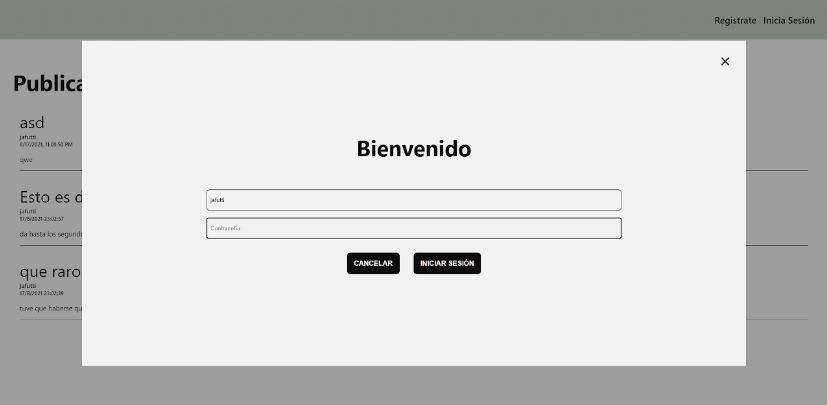 Registrate Inicia Sesión
Publica
asd
jafutti
8/17/2021, 11:08:50 PM
qwe
Esto es d
jafutti
17/8/2021 23:02:57
da hasta los segundo
que raro
jafutti
17/8/2021 23:02:39
tuve que haberse qu
Bienvenido
jafutti
Contraseña
CANCELAR INICIAR SESIÓN